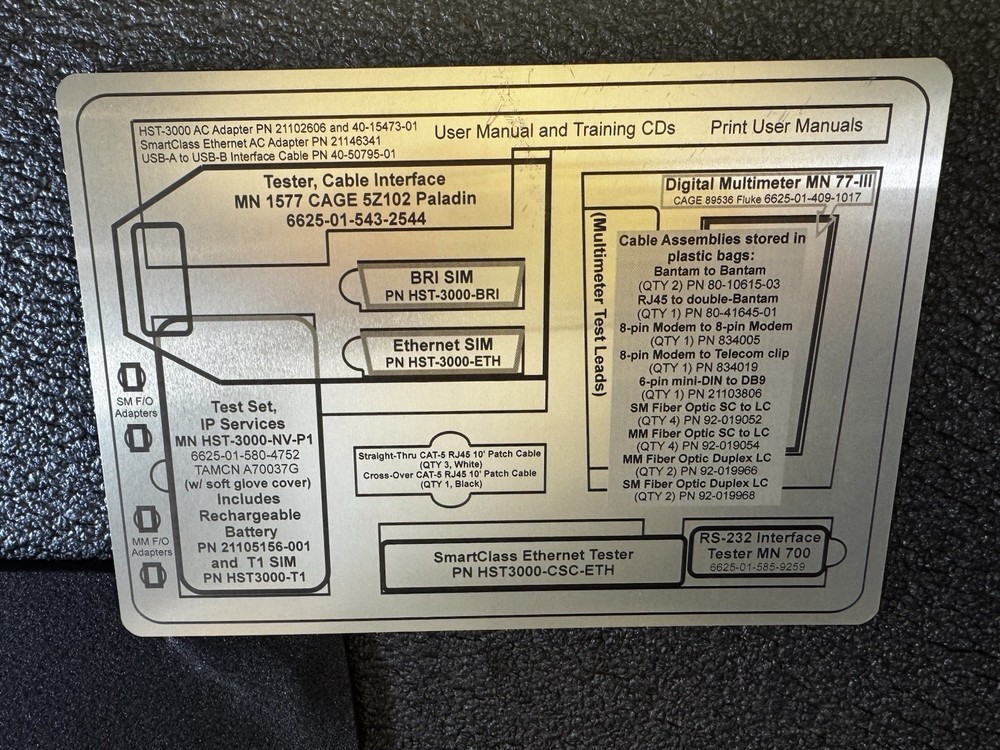 HST-3000 AC Adapter PN 21102606 and 40-15473-01
SmartClass Ethernet AC Adapter PN 21146341
USB-A to USB-B Interface Cable PN 40-50795-01
User Manual and Training CDs
Print User Manuals
Tester, Cable Interface
MN 1577 CAGE 5Z102 Paladin
6625-01-543-2544
BRI SIM
PN HST-3000-BRI
Ethernet SIM
PN HST-3000-ETH
Digital Multimeter MN 77-III
CAGE 89536 Fluke 6625-01-409-1017
(Multimeter Test Leads)
Cable Assemblies stored in
plastic bags:
Bantam to Bantam
(QTY 2) PN 80-10615-03
RJ45 to double-Bantam
(QTY 1) PN 80-41645-01
8-pin Modem to 8-pin Modem
(QTY 1) PN 834005
8-pin Modem to Telecom clip
(QTY 1) PN 834019
6-pin mini-DIN to DB9
(QTY 1) PN 21103806
SM Fiber Optic SC to LC
(QTY 4) PN 92-019052
MM Fiber Optic SC to LC
(QTY 4) PN 92-019054
MM Fiber Optic Duplex LC
(QTY 2) PN 92-019966
SM Fiber Optic Duplex LC
(QTY 2) PN 92-019968
SM F/O
Adapters
MM F/O
Adapters
Test Set,
IP Services
MN HST-3000-NV-P1
6625-01-580-4752
TAMCN A70037G
(w/ soft glove cover)
Includes
Rechargeable
Battery
PN 21105156-001
and T1 SIM
PN HST3000-T1
Straight-Thru CAT-5 RJ45 10' Patch Cable
(QTY 3, White)
Cross-Over CAT-5 RJ45 10' Patch Cable
(QTY 1, Black)
SmartClass Ethernet Tester
PN HST3000-CSC-ETH
RS-232 Interface
Tester MN 700
6625-01-585-9259